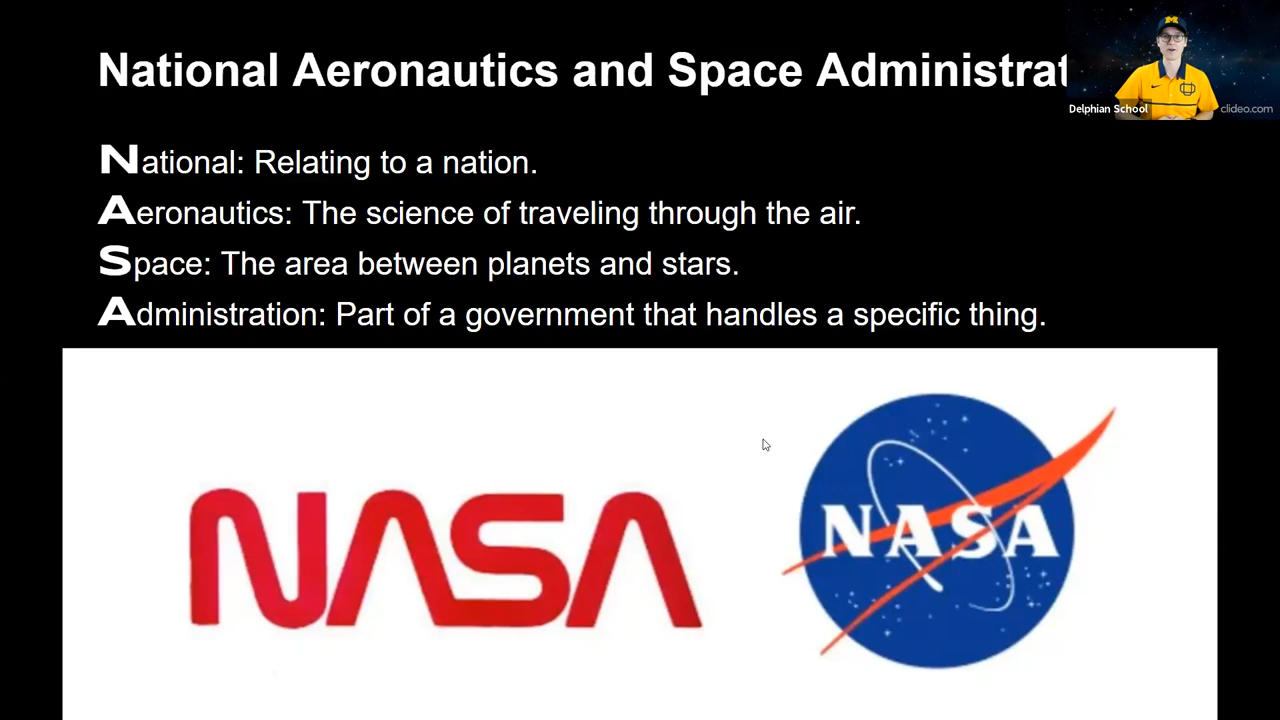 National Aeronautics and Space Administrat
National: Relating to a nation.
Aeronautics: The science of traveling through the air.
Space: The area between planets and stars.
Administration: Part of a government that handles a specific thing.
M
Delphian School
clideo.com
NASA
NASA